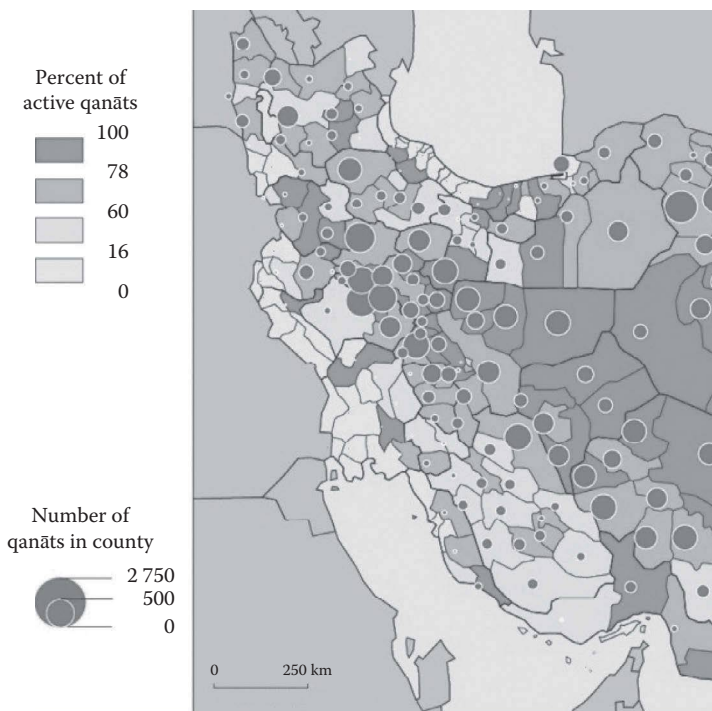 Percent of
active qanāts
100
78
60
16
0
Number of
qanāts in county
2 750
500
0
0 250 km